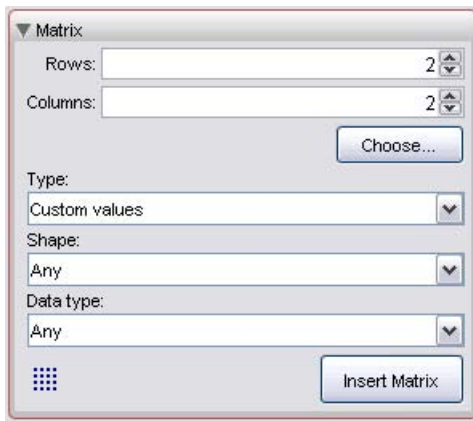 Matrix
Rows: 2
Columns: 2
Choose...
Type:
Custom values
Shape:
Any
Data type:
Any
Insert Matrix